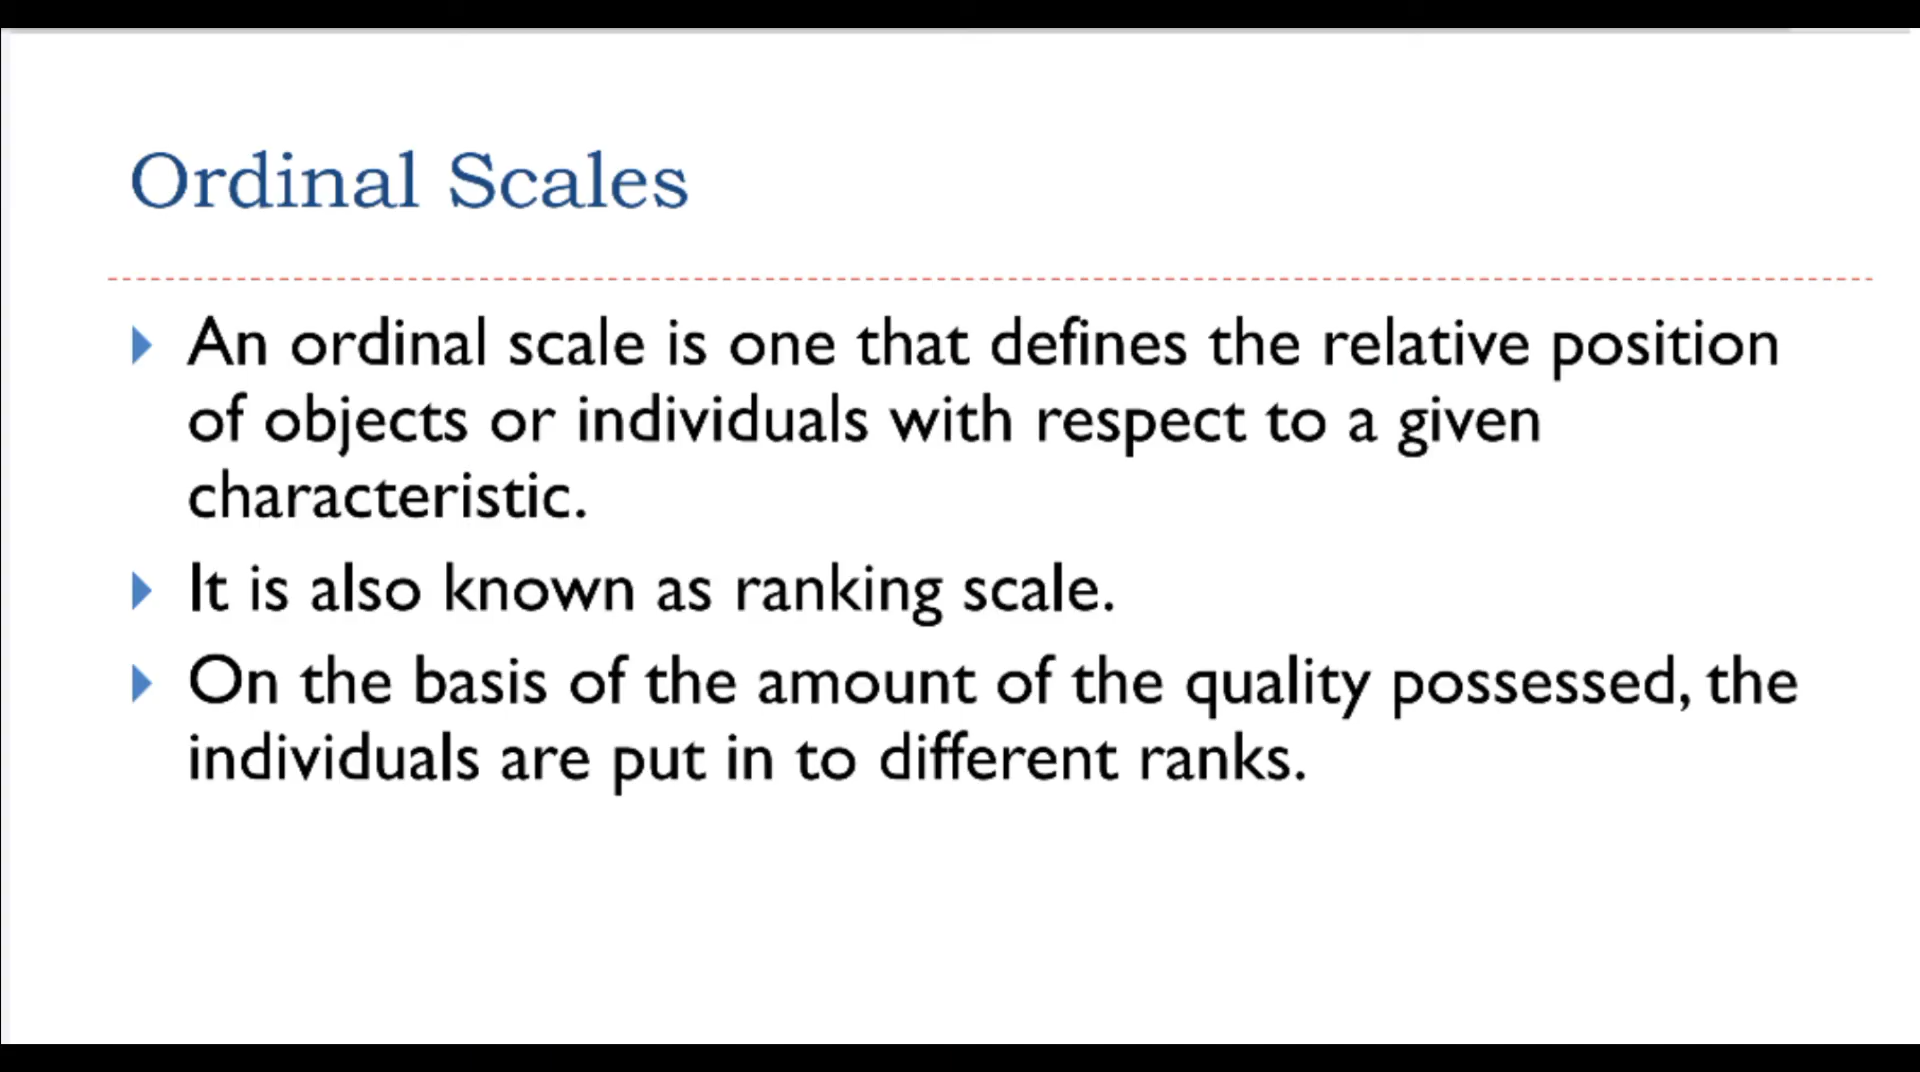 Ordinal Scales
An ordinal scale is one that defines the relative position
of objects or individuals with respect to a given
characteristic.
It is also known as ranking scale.
On the basis of the amount of the quality possessed, the
individuals are put in to different ranks.